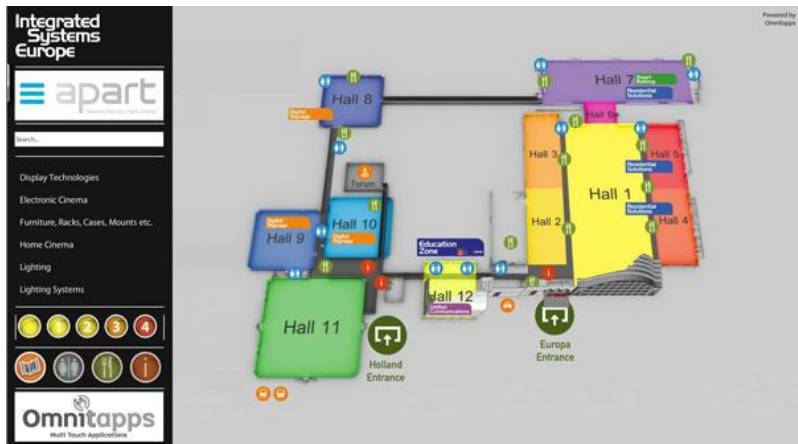 Integrated
Systems
Europe
apart
Search...
Display Technologies
Electronic Cinema
Furniture, Racks, Cases, Mounts etc.
Home Cinema
Lighting
Lighting Systems
1 2 3 4
i
Omnitapps
Multi Touch Applications
Powered by
Omnitapps
Hall 8
Digital
Signage
Hall 7
Smart
Building
Residential
Solutions
Hall 6
Hall 3
Hall 5
Forum
Hall 1
Residential
Solutions
Hall 9
Digital
Signage
Hall 10
Digital
Signage
Hall 2
Residential
Solutions
Hall 4
Education
Zone
i
i
i
Hall 12
Unified
Communications
Hall 11
Holland
Entrance
Europa
Entrance